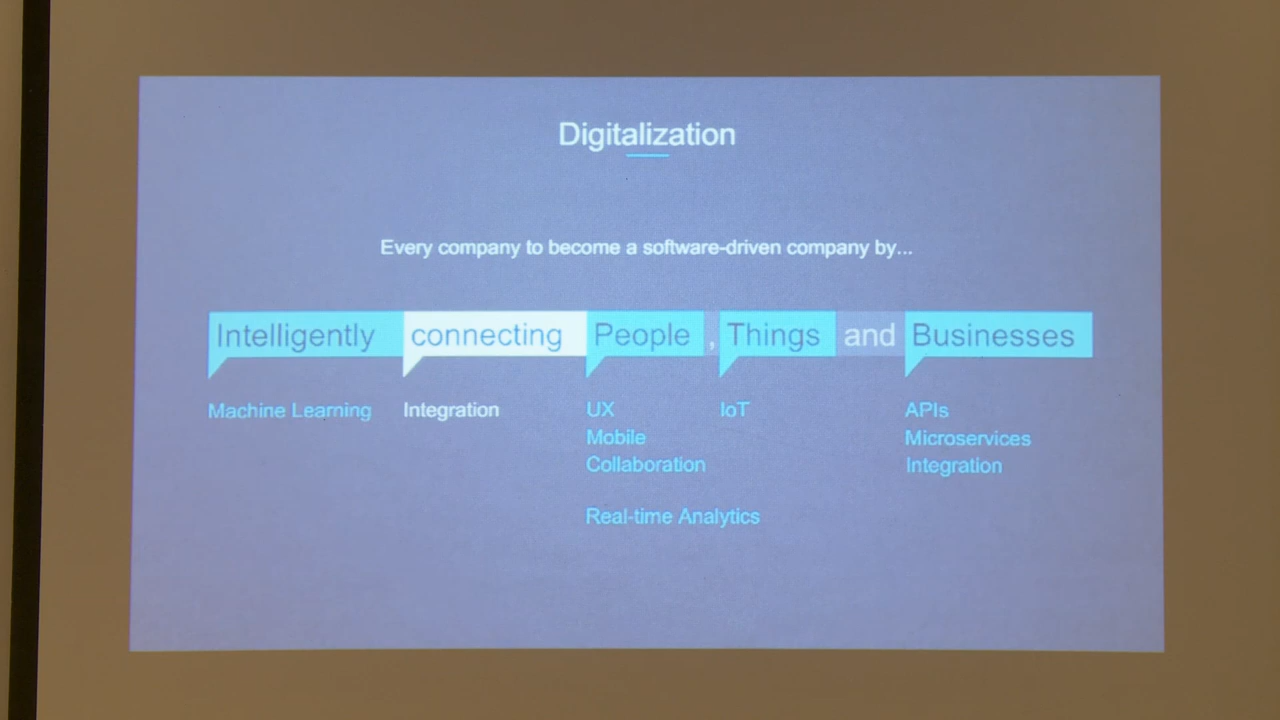 Digitalization
Every company to become a software-driven company by...
Intelligently connecting People, Things and Businesses
Machine Learning
Integration
UX
Mobile
Collaboration
Real-time Analytics
IoT
APIs
Microservices
Integration